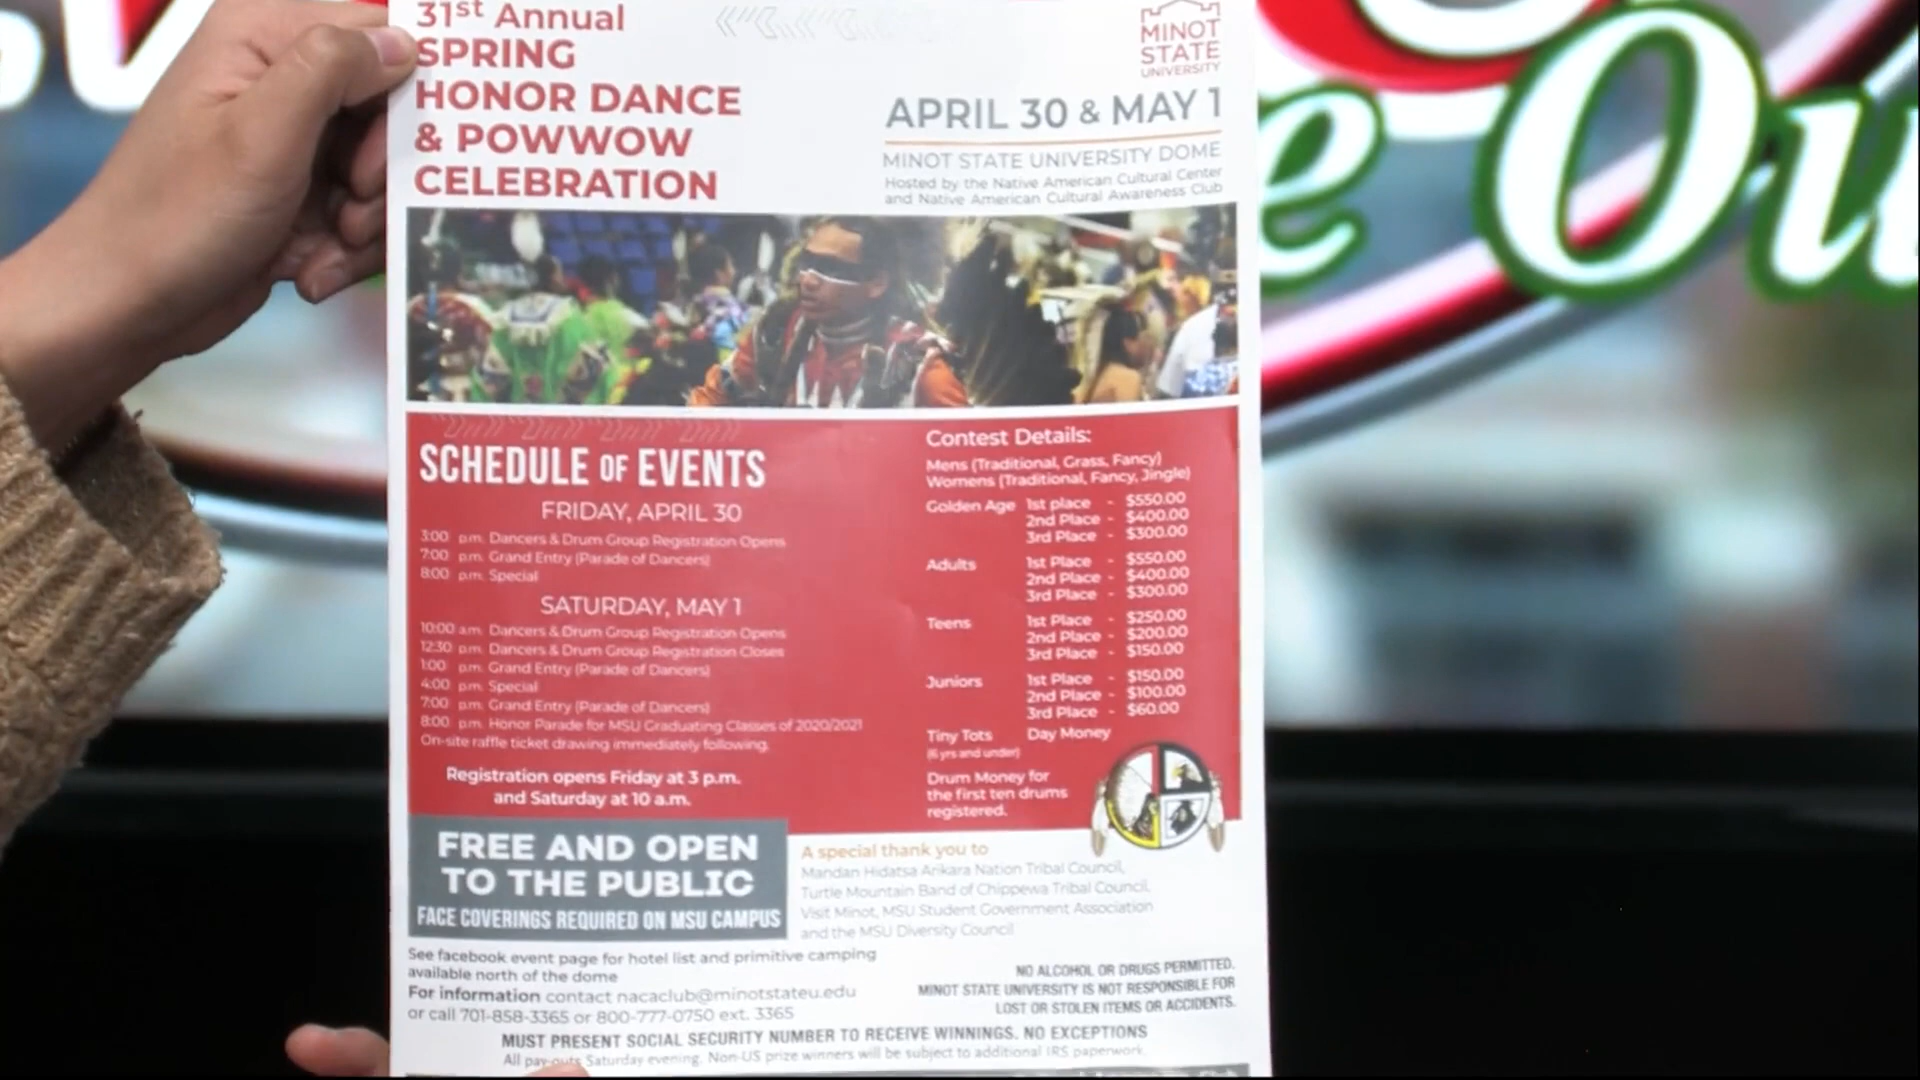 31st Annual
SPRING
HONOR DANCE
& POWWOW
CELEBRATION
MINOT
STATE
UNIVERSITY
APRIL 30 & MAY 1
MINOT STATE UNIVERSITY DOME
Hosted by the Native American Cultural Center
and Native American Cultural Awareness Club
SCHEDULE OF EVENTS
FRIDAY, APRIL 30
3:00 p.m. Dancers & Drum Group Registration Opens
7:00 p.m. Grand Entry (Parade of Dancers)
8:00 p.m. Special
SATURDAY, MAY 1
10:00 a.m. Dancers & Drum Group Registration Opens
12:30 p.m. Dancers & Drum Group Registration Closes
1:00 p.m. Grand Entry (Parade of Dancers)
4:00 p.m. Special
7:00 p.m. Grand Entry (Parade of Dancers)
8:00 p.m. Honor Parade for MSU Graduating Classes of 2020/2021
On-site raffle ticket drawing immediately following.
Registration opens Friday at 3 p.m.
and Saturday at 10 a.m.
Contest Details:
Mens (Traditional, Grass, Fancy)
Womens (Traditional, Fancy, Jingle)
Golden Age 1st place - $550.00
2nd Place - $400.00
3rd Place - $300.00
Adults 1st Place - $550.00
2nd Place - $400.00
3rd Place - $300.00
Teens 1st Place - $250.00
2nd Place - $200.00
3rd Place - $150.00
Juniors 1st Place - $150.00
2nd Place - $100.00
3rd Place - $60.00
Tiny Tots Day Money
(6 yrs and under)
Drum Money for
the first ten drums
registered.
FREE AND OPEN
TO THE PUBLIC
FACE COVERINGS REQUIRED ON MSU CAMPUS
A special thank you to
Mandan Hidatsa Arikara Nation Tribal Council,
Turtle Mountain Band of Chippewa Tribal Council,
Visit Minot, MSU Student Government Association
and the MSU Diversity Council
See facebook event page for hotel list and primitive camping
available north of the dome
For information contact nacaclub@minotstateu.edu
or call 701-858-3365 or 800-777-0750 ext. 3365
NO ALCOHOL OR DRUGS PERMITTED.
MINOT STATE UNIVERSITY IS NOT RESPONSIBLE FOR
LOST OR STOLEN ITEMS OR ACCIDENTS.
MUST PRESENT SOCIAL SECURITY NUMBER TO RECEIVE WINNINGS. NO EXCEPTIONS
All pay-outs Saturday evening. Non-US prize winners will be subject to additional IRS paperwork.